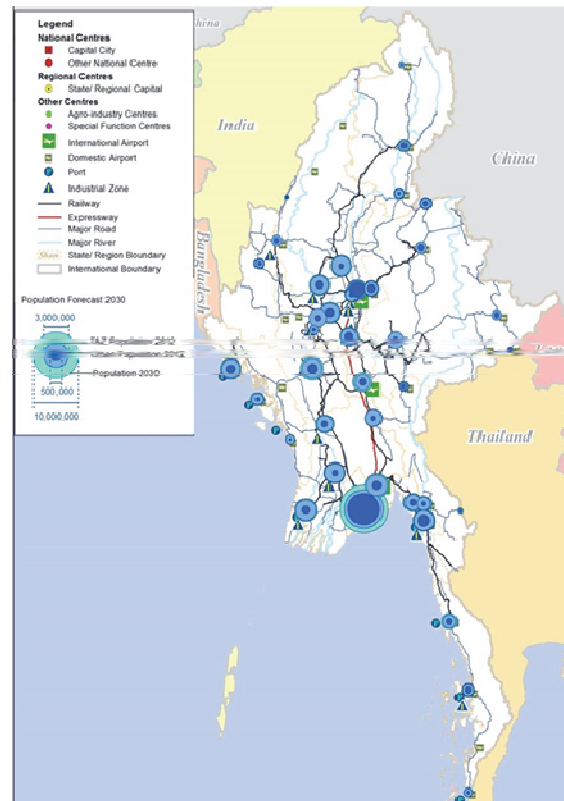 Legend
National Centres
Capital City
Other National Centre
Regional Centres
State/ Regional Capital
Other Centres
Agro-industry Centres
Special Function Centres
International Airport
Domestic Airport
Port
Industrial Zone
Railway
Expressway
Major Road
Major River
Shan State/ Region Boundary
International Boundary
Population Forecast 2030
3,000,000
Population 2030
500,000
10,000,000
China
India
China
Bangladesh
Thailand